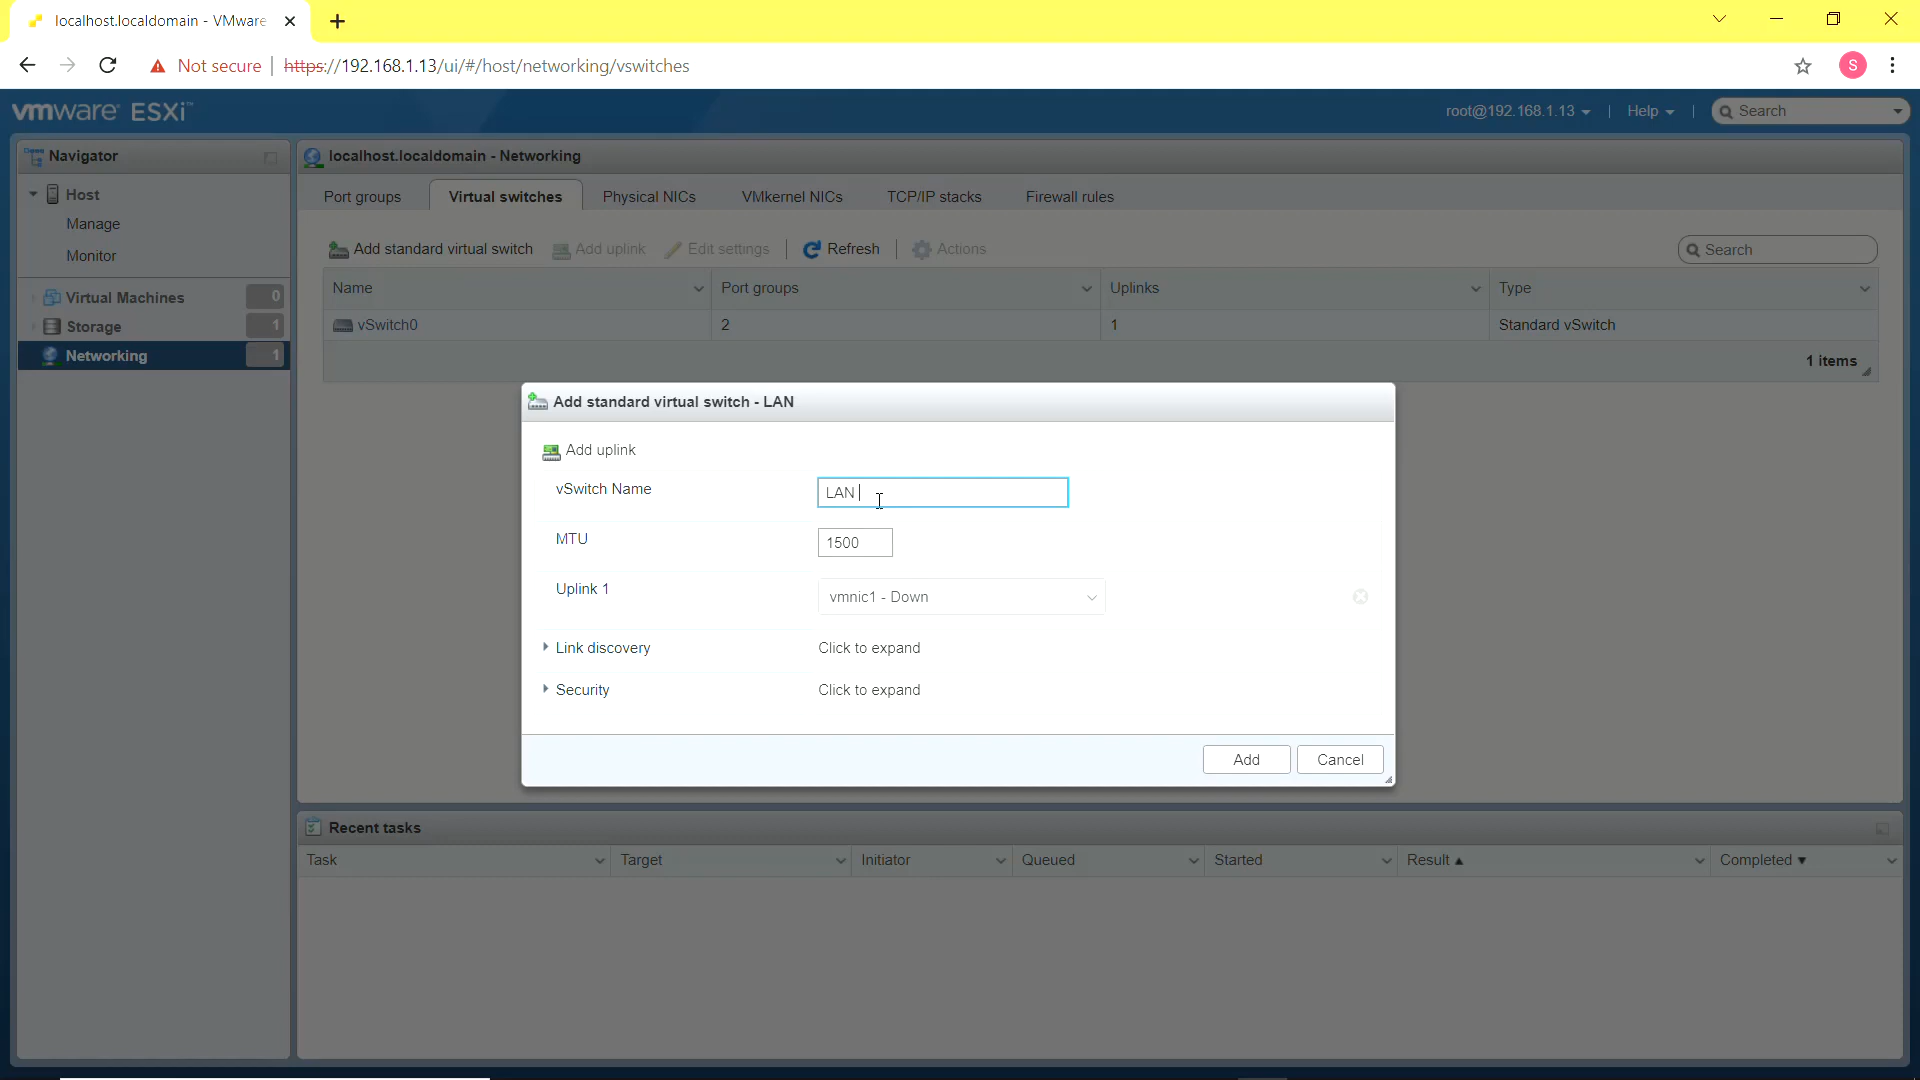 localhost.localdomain - VMware
Not secure https://192.168.1.13/ui/#/host/networking/vswitches
S
vmware ESXi™
root@192.168.1.13 | Help | Search
Navigator
Host
Manage
Monitor
Virtual Machines 0
Storage 1
Networking 1
localhost.localdomain - Networking
Port groups Virtual switches Physical NICs VMkernel NICs TCP/IP stacks Firewall rules
Add standard virtual switch Add uplink Edit settings Refresh Actions Search
Name Port groups Uplinks Type
vSwitch0 2 1 Standard vSwitch
1 items
Add standard virtual switch - LAN
Add uplink
vSwitch Name LAN
MTU 1500
Uplink 1 vmnic1 - Down
Link discovery Click to expand
Security Click to expand
Add Cancel
Recent tasks
Task Target Initiator Queued Started Result Completed